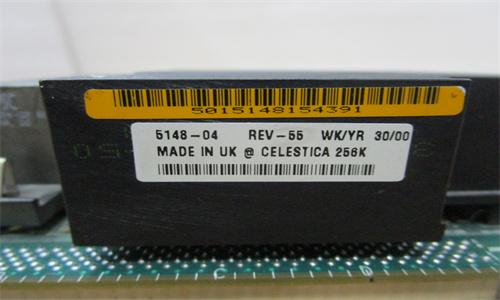 5015148154391
5148-04 REV-55 WK/YR 30/00
MADE IN UK @ CELESTICA 256K